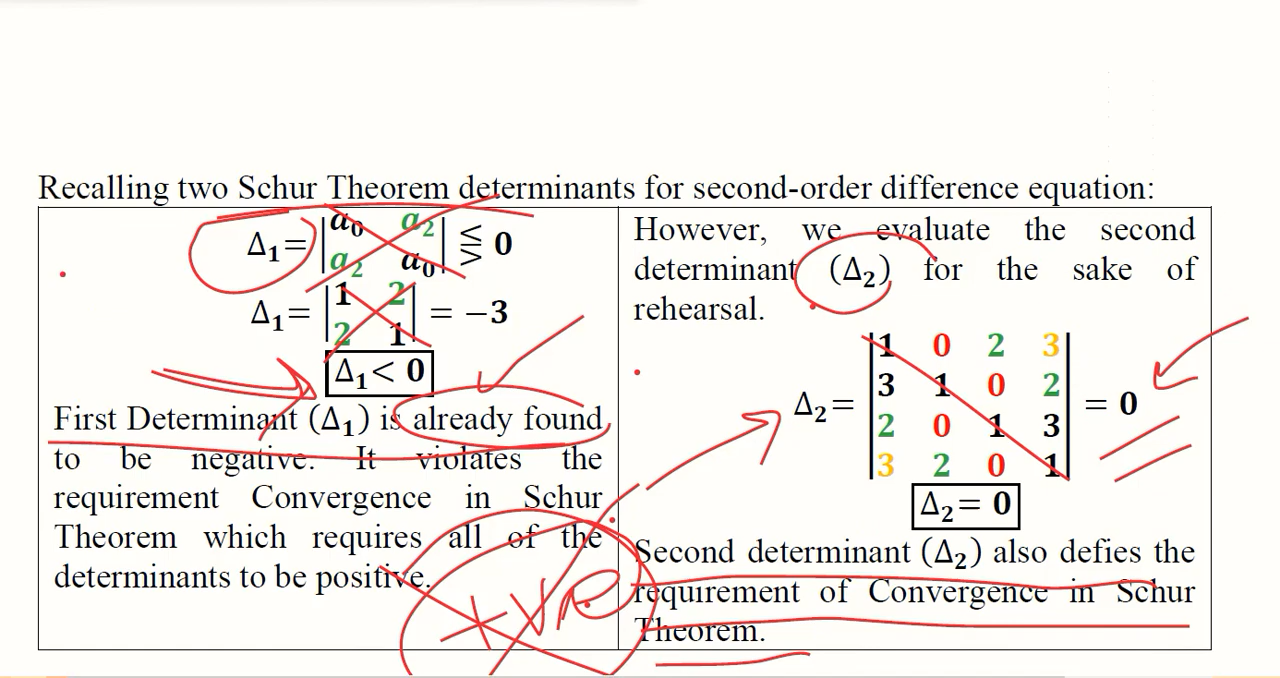 Recalling two Schur Theorem determinants for second-order difference equation:
Δ₁= |a₀ a₂| ⋚ 0
|a₂ a₀|
Δ₁= |1 2| = −3
|2 1|
Δ₁< 0
First Determinant (Δ₁) is already found
to be negative. It violates the
requirement Convergence in Schur
Theorem which requires all of the
determinants to be positive.
However, we evaluate the second
determinant (Δ₂) for the sake of
rehearsal.
|1 0 2 3|
Δ₂= |3 1 0 2| = 0
|2 0 1 3|
|3 2 0 1|
Δ₂= 0
Second determinant (Δ₂) also defies the
requirement of Convergence in Schur
Theorem.